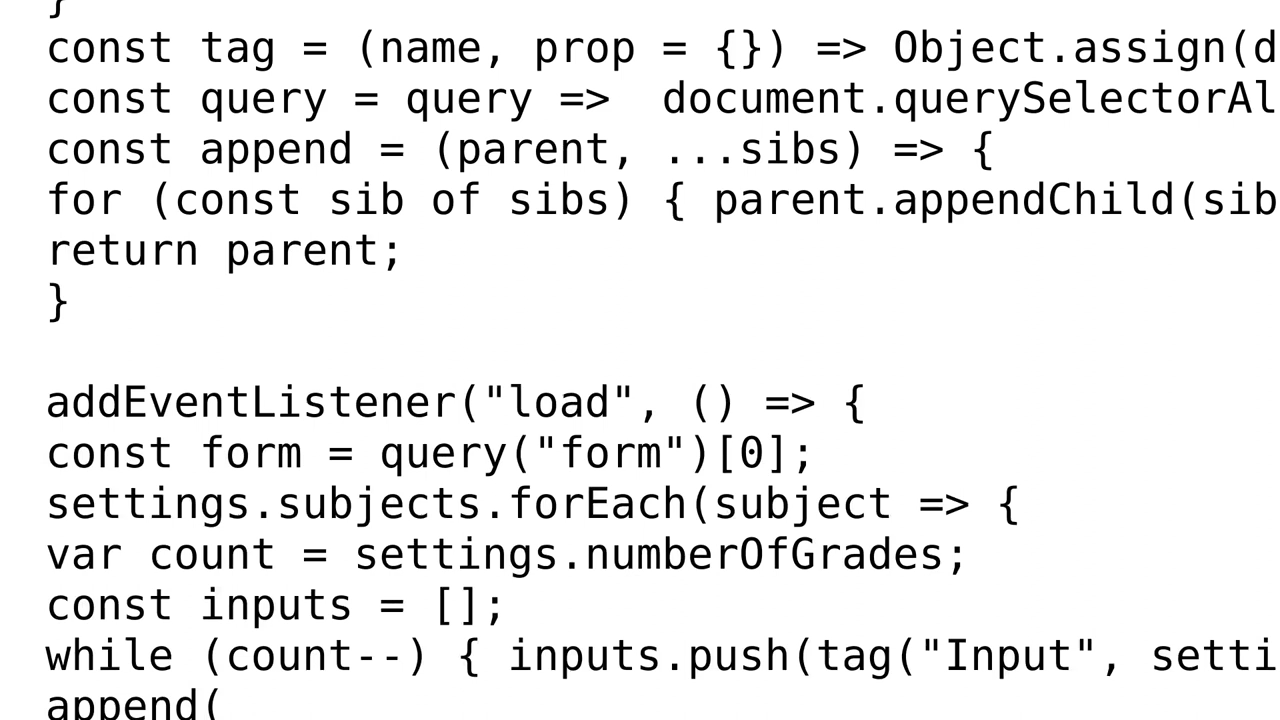 }
const tag = (name, prop = {}) => Object.assign(d
const query = query =>  document.querySelectorAl
const append = (parent, ...sibs) => {
for (const sib of sibs) { parent.appendChild(sib
return parent;
}

addEventListener("load", () => {
const form = query("form")[0];
settings.subjects.forEach(subject => {
var count = settings.numberOfGrades;
const inputs = [];
while (count--) { inputs.push(tag("Input", setti
append(